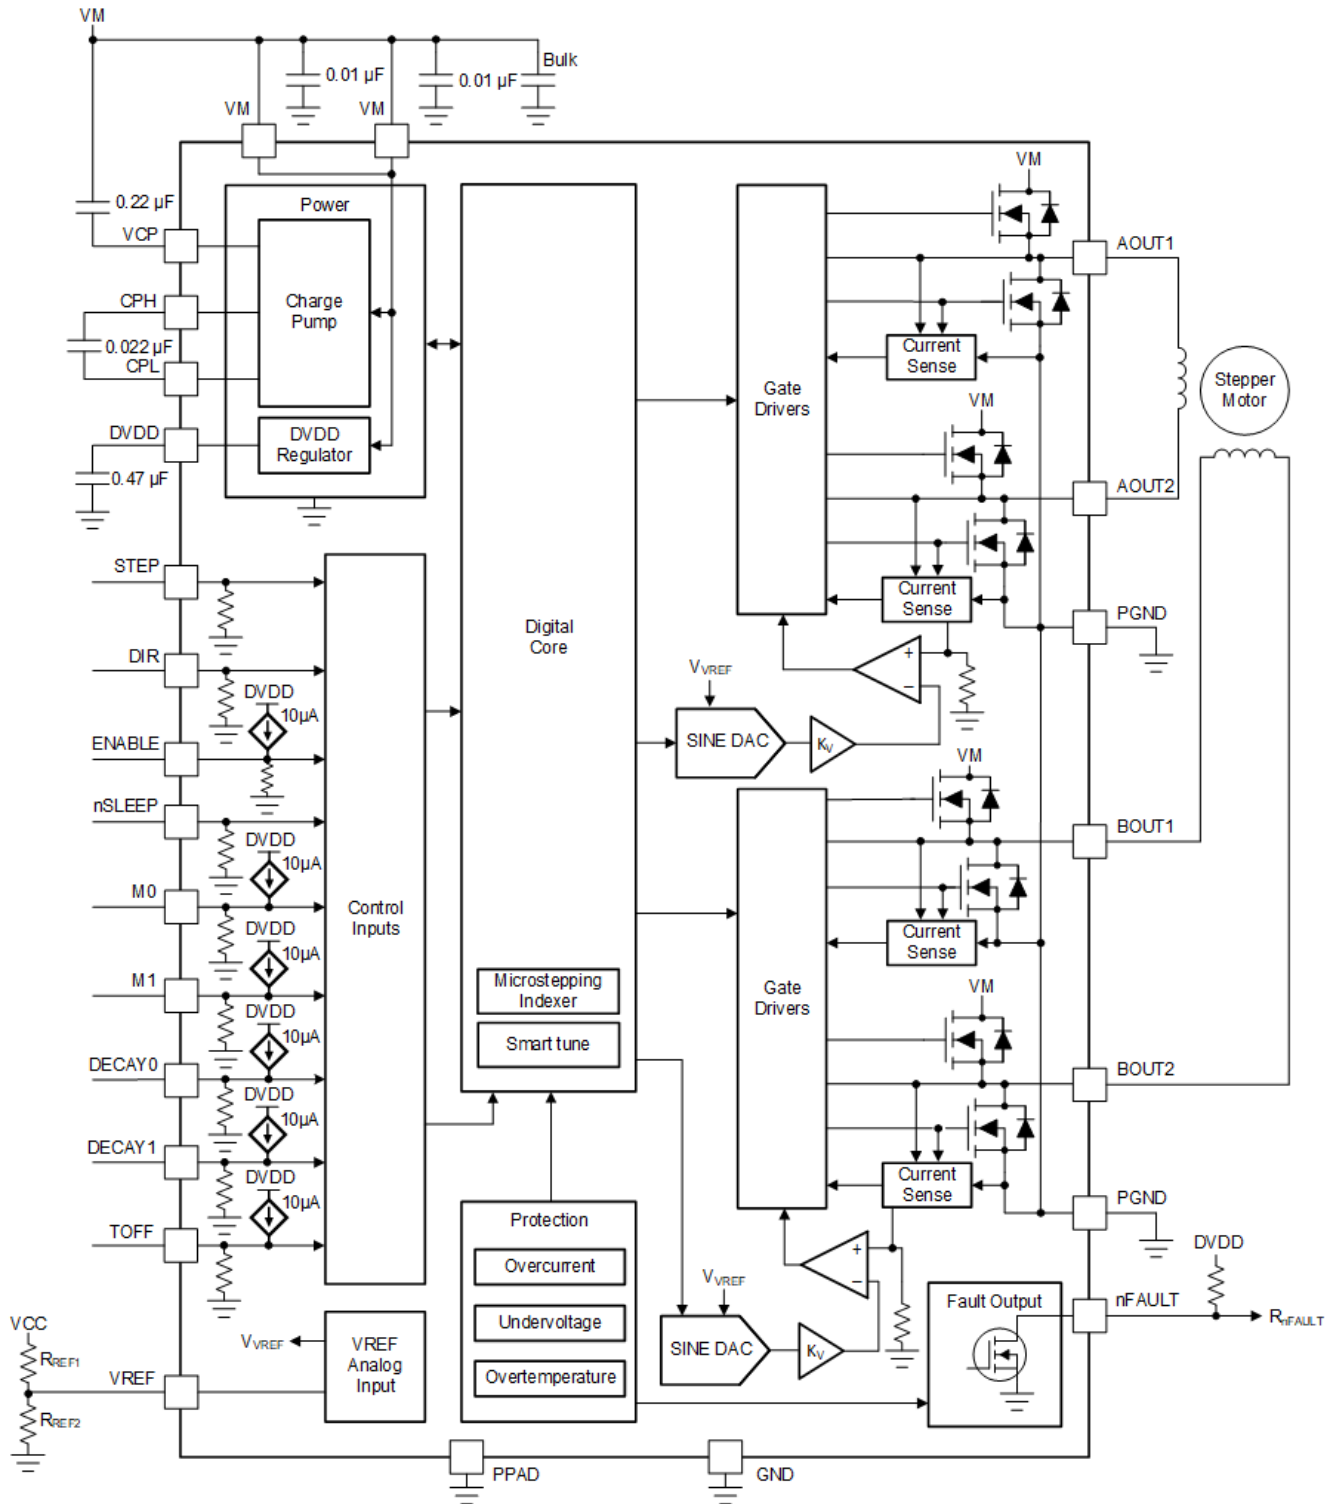 VM
0.01 µF
0.01 µF
Bulk
VM
VM
0.22 µF
VCP
CPH
0.022 µF
CPL
DVDD
0.47 µF
Power
Charge
Pump
DVDD
Regulator
STEP
DIR
DVDD
10µA
ENABLE
nSLEEP
DVDD
10µA
M0
DVDD
10µA
M1
DVDD
10µA
DECAY0
DVDD
10µA
DECAY1
DVDD
10µA
TOFF
Control
Inputs
VCC
RREF1
VREF
RREF2
VVREF
VREF
Analog
Input
Digital
Core
Microstepping
Indexer
Smart tune
Protection
Overcurrent
Undervoltage
Overtemperature
PPAD
GND
Gate
Drivers
VM
AOUT1
Current
Sense
VM
AOUT2
Current
Sense
PGND
+
−
VVREF
SINE DAC
KV
Stepper
Motor
Gate
Drivers
VM
BOUT1
Current
Sense
VM
BOUT2
Current
Sense
PGND
+
−
VVREF
SINE DAC
KV
Fault Output
nFAULT
DVDD
RnFAULT